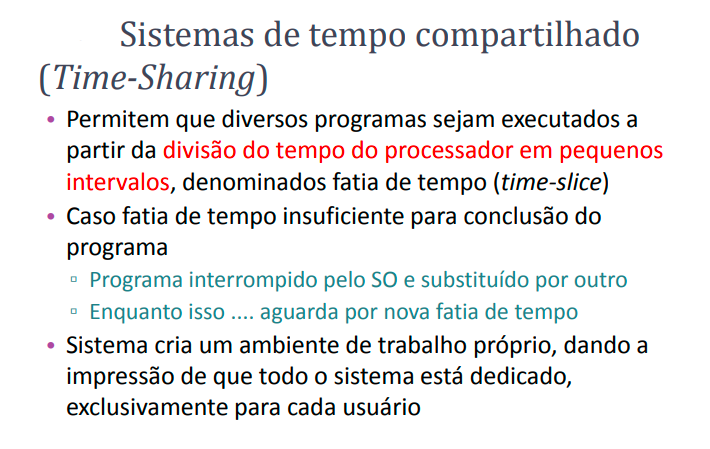 Sistemas de tempo compartilhado
(Time-Sharing)
• Permitem que diversos programas sejam executados a
partir da divisão do tempo do processador em pequenos
intervalos, denominados fatia de tempo (time-slice)
• Caso fatia de tempo insuficiente para conclusão do
programa
▫ Programa interrompido pelo SO e substituído por outro
▫ Enquanto isso .... aguarda por nova fatia de tempo
• Sistema cria um ambiente de trabalho próprio, dando a
impressão de que todo o sistema está dedicado,
exclusivamente para cada usuário